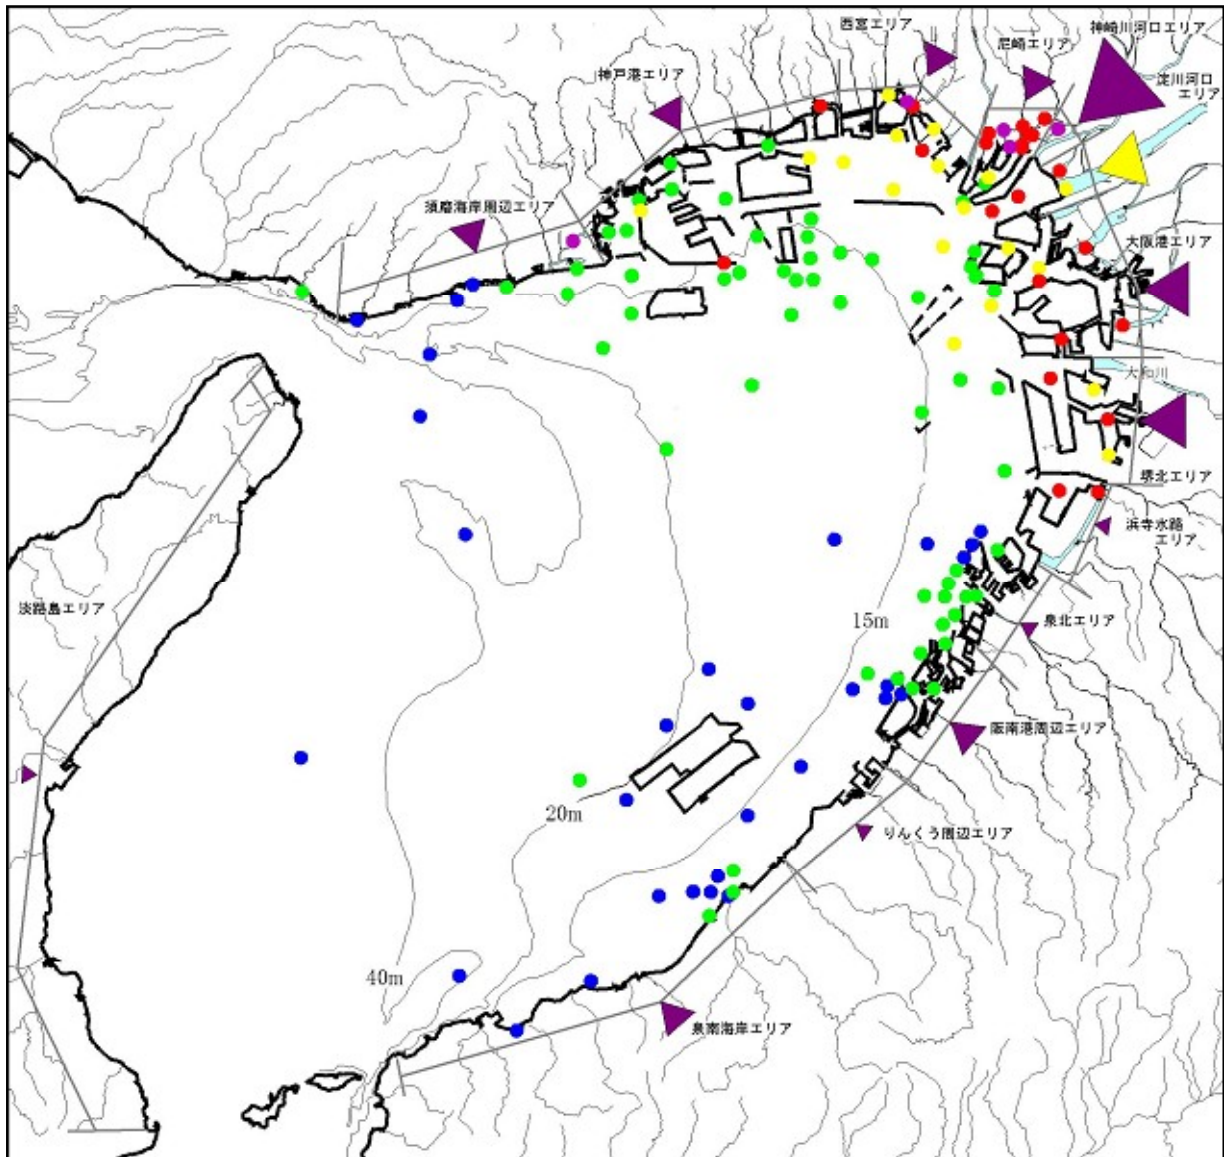 西宮エリア
尼崎エリア
神崎川河口エリア
淀川河口
エリア
神戸港エリア
須磨海岸周辺エリア
大阪港エリア
大和川
堺北エリア
浜寺水路
エリア
淡路島エリア
泉北エリア
15m
阪南港周辺エリア
20m
りんくう周辺エリア
40m
泉南海岸エリア